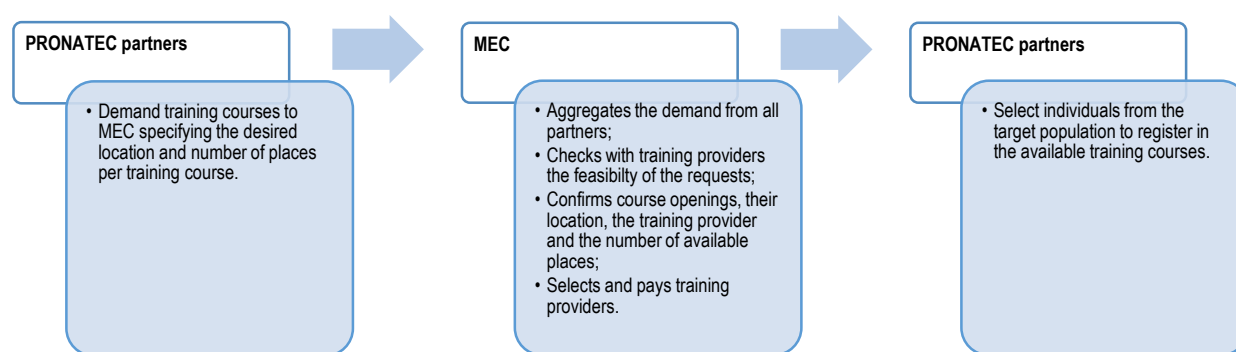 PRONATEC partners
• Demand training courses to
MEC specifying the desired
location and number of places
per training course.
MEC
• Aggregates the demand from all
partners;
• Checks with training providers
the feasibilty of the requests;
• Confirms course openings, their
location, the training provider
and the number of available
places;
• Selects and pays training
providers.
PRONATEC partners
• Select individuals from the
target population to register in
the available training courses.